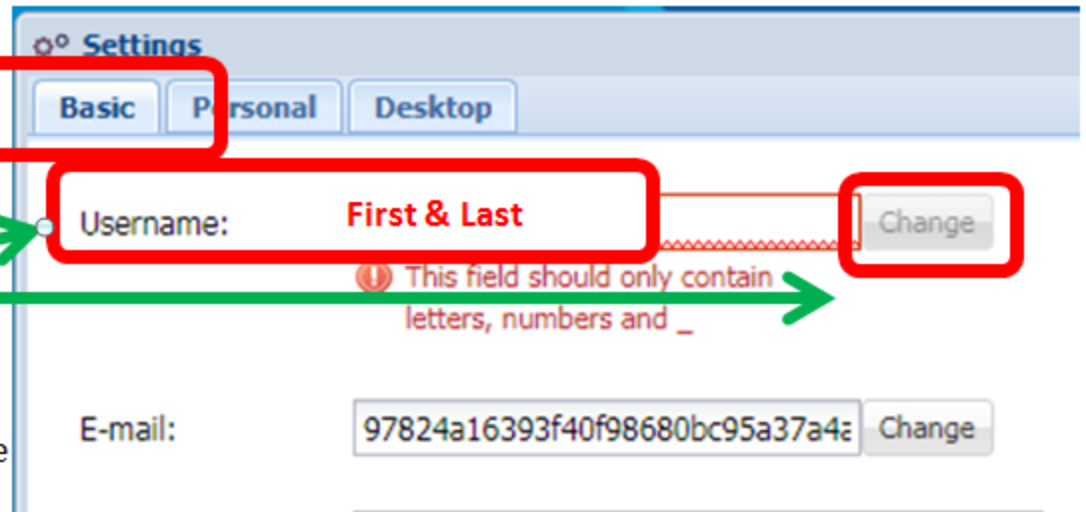 Settings
Basic Personal Desktop
Username: First & Last Change
This field should only contain
letters, numbers and _
E-mail: 97824a16393f40f98680bc95a37a4a Change